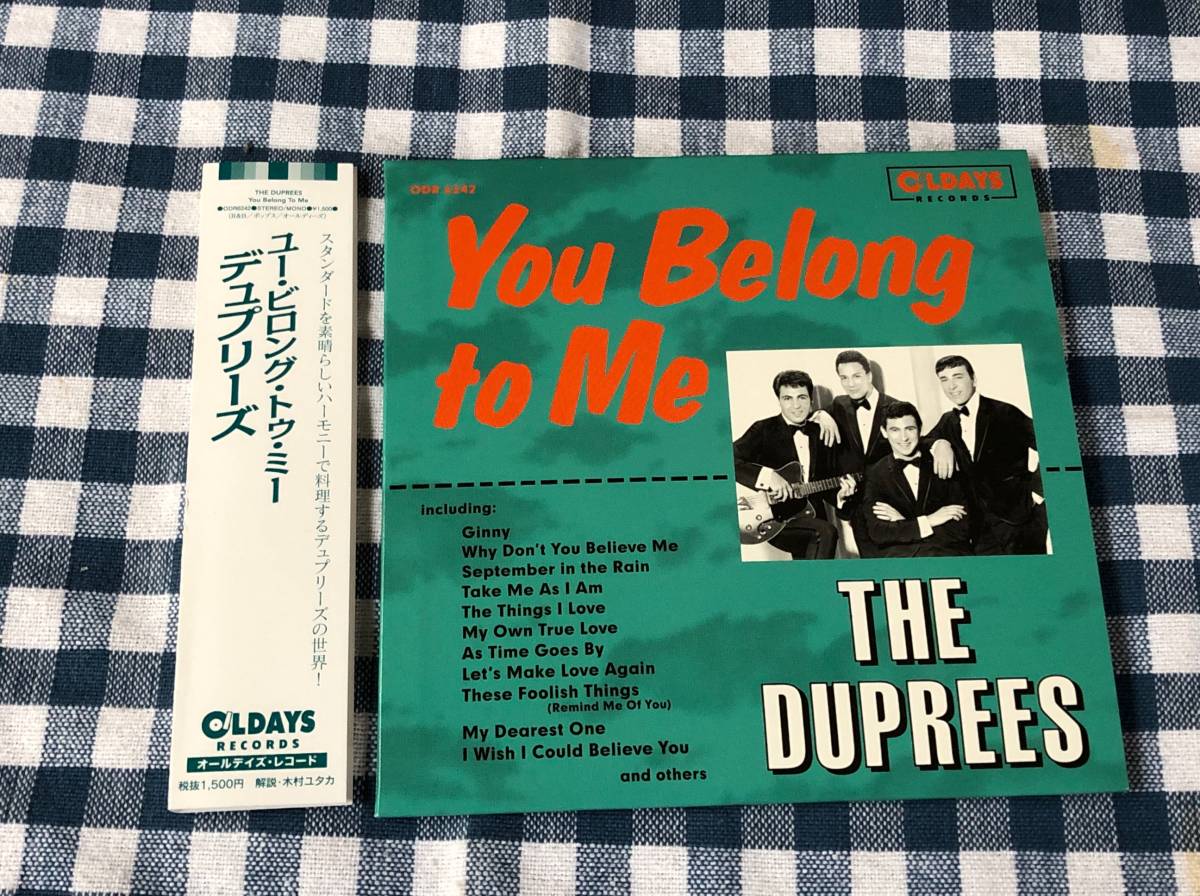 THE DUPREES
You Belong To Me
●ODR6242●STEREO/MONO●¥1,500●
(R&B／ポップス／オールディーズ)
ユー・ビロング・トゥ・ミー
デュプリーズ
スタンダードを素晴らしいハーモニーで料理するデュプリーズの世界！
OLDAYS
RECORDS
オールデイズ・レコード
税抜1,500円 解説・木村ユタカ
ODR 6242
OLDAYS
RECORDS
You Belong
to Me
including:
Ginny
Why Don't You Believe Me
September in the Rain
Take Me As I Am
The Things I Love
My Own True Love
As Time Goes By
Let's Make Love Again
These Foolish Things
(Remind Me Of You)
My Dearest One
I Wish I Could Believe You
and others
THE
DUPREES